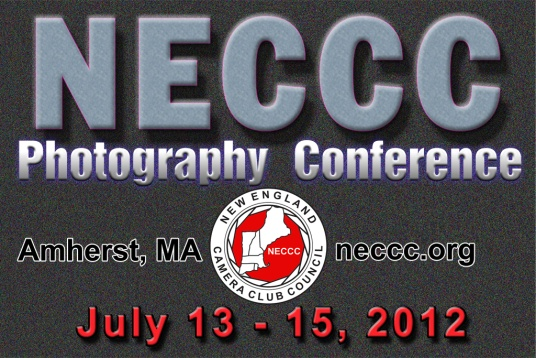 NECCC
Photography Conference
Amherst, MA
NEW ENGLAND
NECCC
CAMERA CLUB COUNCIL
neccc.org
July 13 - 15, 2012